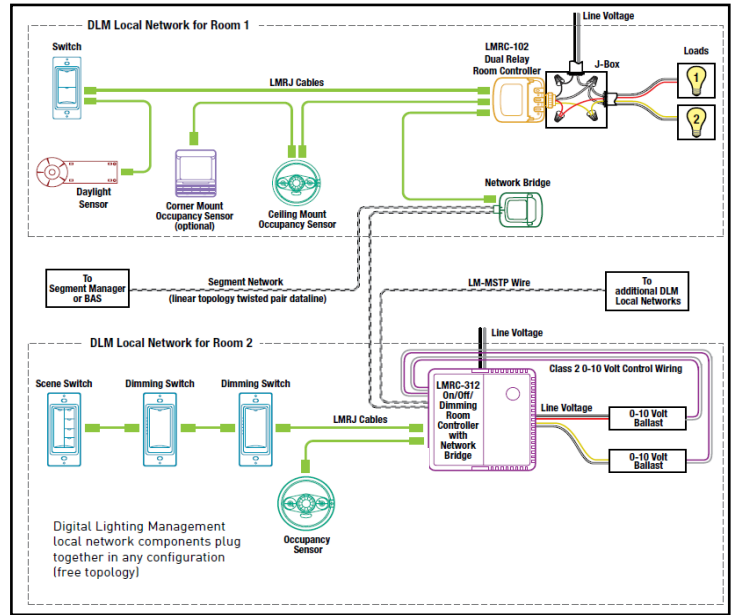 DLM Local Network for Room 1
Line Voltage
Switch
LMRC-102
Dual Relay
Room Controller
J-Box
Loads
LMRJ Cables
1
2
Daylight
Sensor
Corner Mount
Occupancy Sensor
(optional)
Ceiling Mount
Occupancy Sensor
Network Bridge
To
Segment Manager
or BAS
Segment Network
(linear topology twisted pair dataline)
LM-MSTP Wire
To
additional DLM
Local Networks
DLM Local Network for Room 2
Line Voltage
Class 2 0-10 Volt Control Wiring
Scene Switch
Dimming Switch
Dimming Switch
LMRJ Cables
LMRC-312
On/Off/
Dimming
Room
Controller
with
Network
Bridge
Line Voltage
0-10 Volt
Ballast
0-10 Volt
Ballast
Occupancy
Sensor
Digital Lighting Management
local network components plug
together in any configuration
(free topology)